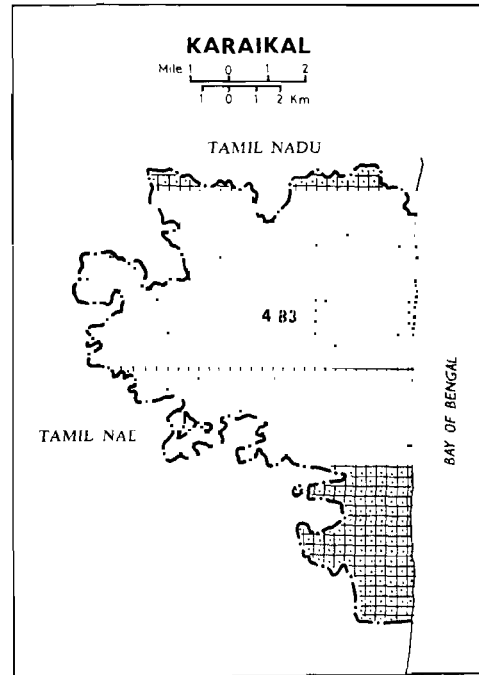 KARAIKAL
Mile 1 0 1 2
1 0 1 2 Km
TAMIL NADU
4 83
BAY OF BENGAL
TAMIL NAD